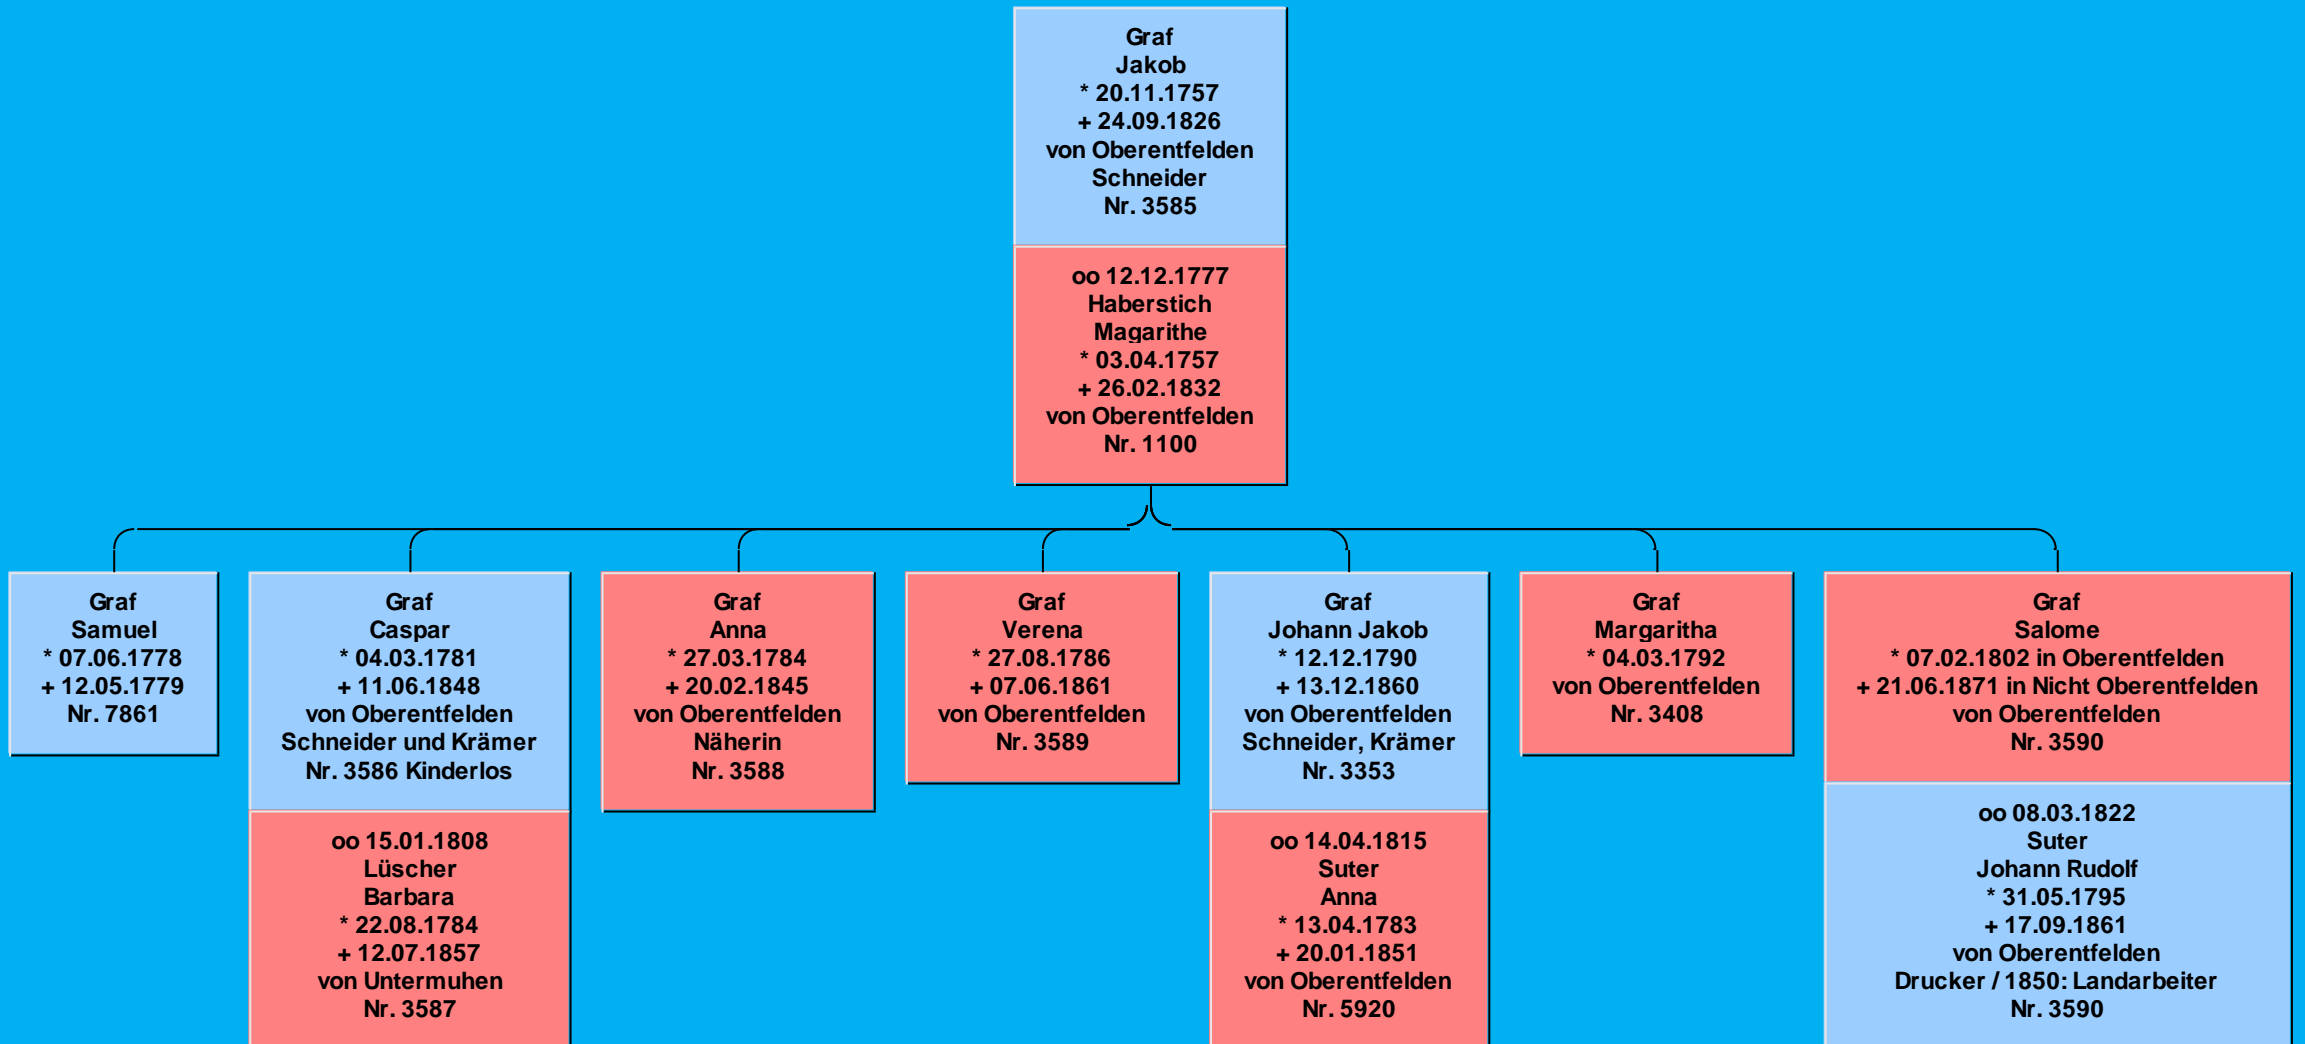 Graf
Jakob
* 20.11.1757
+ 24.09.1826
von Oberentfelden
Schneider
Nr. 3585
oo 12.12.1777
Haberstich
Magarithe
* 03.04.1757
+ 26.02.1832
von Oberentfelden
Nr. 1100
Graf
Samuel
* 07.06.1778
+ 12.05.1779
Nr. 7861
Graf
Caspar
* 04.03.1781
+ 11.06.1848
von Oberentfelden
Schneider und Krämer
Nr. 3586 Kinderlos
oo 15.01.1808
Lüscher
Barbara
* 22.08.1784
+ 12.07.1857
von Untermuhen
Nr. 3587
Graf
Anna
* 27.03.1784
+ 20.02.1845
von Oberentfelden
Näherin
Nr. 3588
Graf
Verena
* 27.08.1786
+ 07.06.1861
von Oberentfelden
Nr. 3589
Graf
Johann Jakob
* 12.12.1790
+ 13.12.1860
von Oberentfelden
Schneider, Krämer
Nr. 3353
oo 14.04.1815
Suter
Anna
* 13.04.1783
+ 20.01.1851
von Oberentfelden
Nr. 5920
Graf
Margaritha
* 04.03.1792
von Oberentfelden
Nr. 3408
Graf
Salome
* 07.02.1802 in Oberentfelden
+ 21.06.1871 in Nicht Oberentfelden
von Oberentfelden
Nr. 3590
oo 08.03.1822
Suter
Johann Rudolf
* 31.05.1795
+ 17.09.1861
von Oberentfelden
Drucker / 1850: Landarbeiter
Nr. 3590